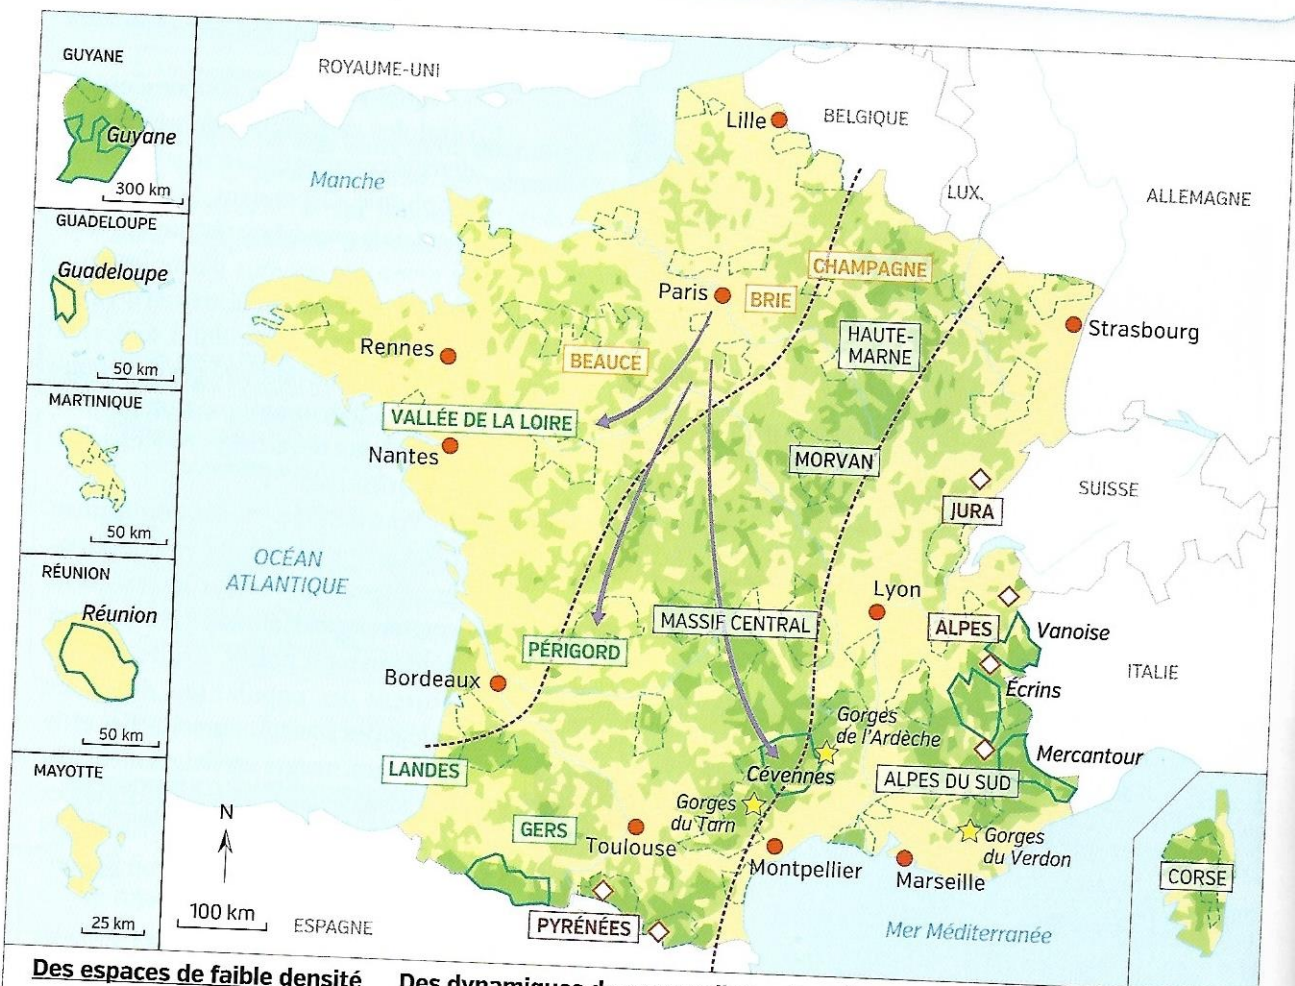 GUYANE
Guyane
300 km
GUADELOUPE
Guadeloupe
50 km
MARTINIQUE
50 km
RÉUNION
Réunion
50 km
MAYOTTE
25 km
ROYAUME-UNI
Manche
Lille
BELGIQUE
LUX.
ALLEMAGNE
CHAMPAGNE
Paris
BRIE
Strasbourg
HAUTE-
MARNE
Rennes
BEAUCE
VALLÉE DE LA LOIRE
Nantes
MORVAN
SUISSE
JURA
OCÉAN
ATLANTIQUE
Lyon
MASSIF CENTRAL
ALPES
Vanoise
PÉRIGORD
ITALIE
Bordeaux
Écrins
Gorges
de l'Ardèche
Mercantour
LANDES
Cévennes
ALPES DU SUD
Gorges
du Tarn
GERS
Toulouse
Gorges
du Verdon
Montpellier
Marseille
CORSE
N
100 km
ESPAGNE
PYRÉNÉES
Mer Méditerranée
Des espaces de faible densité
Des dynamiques